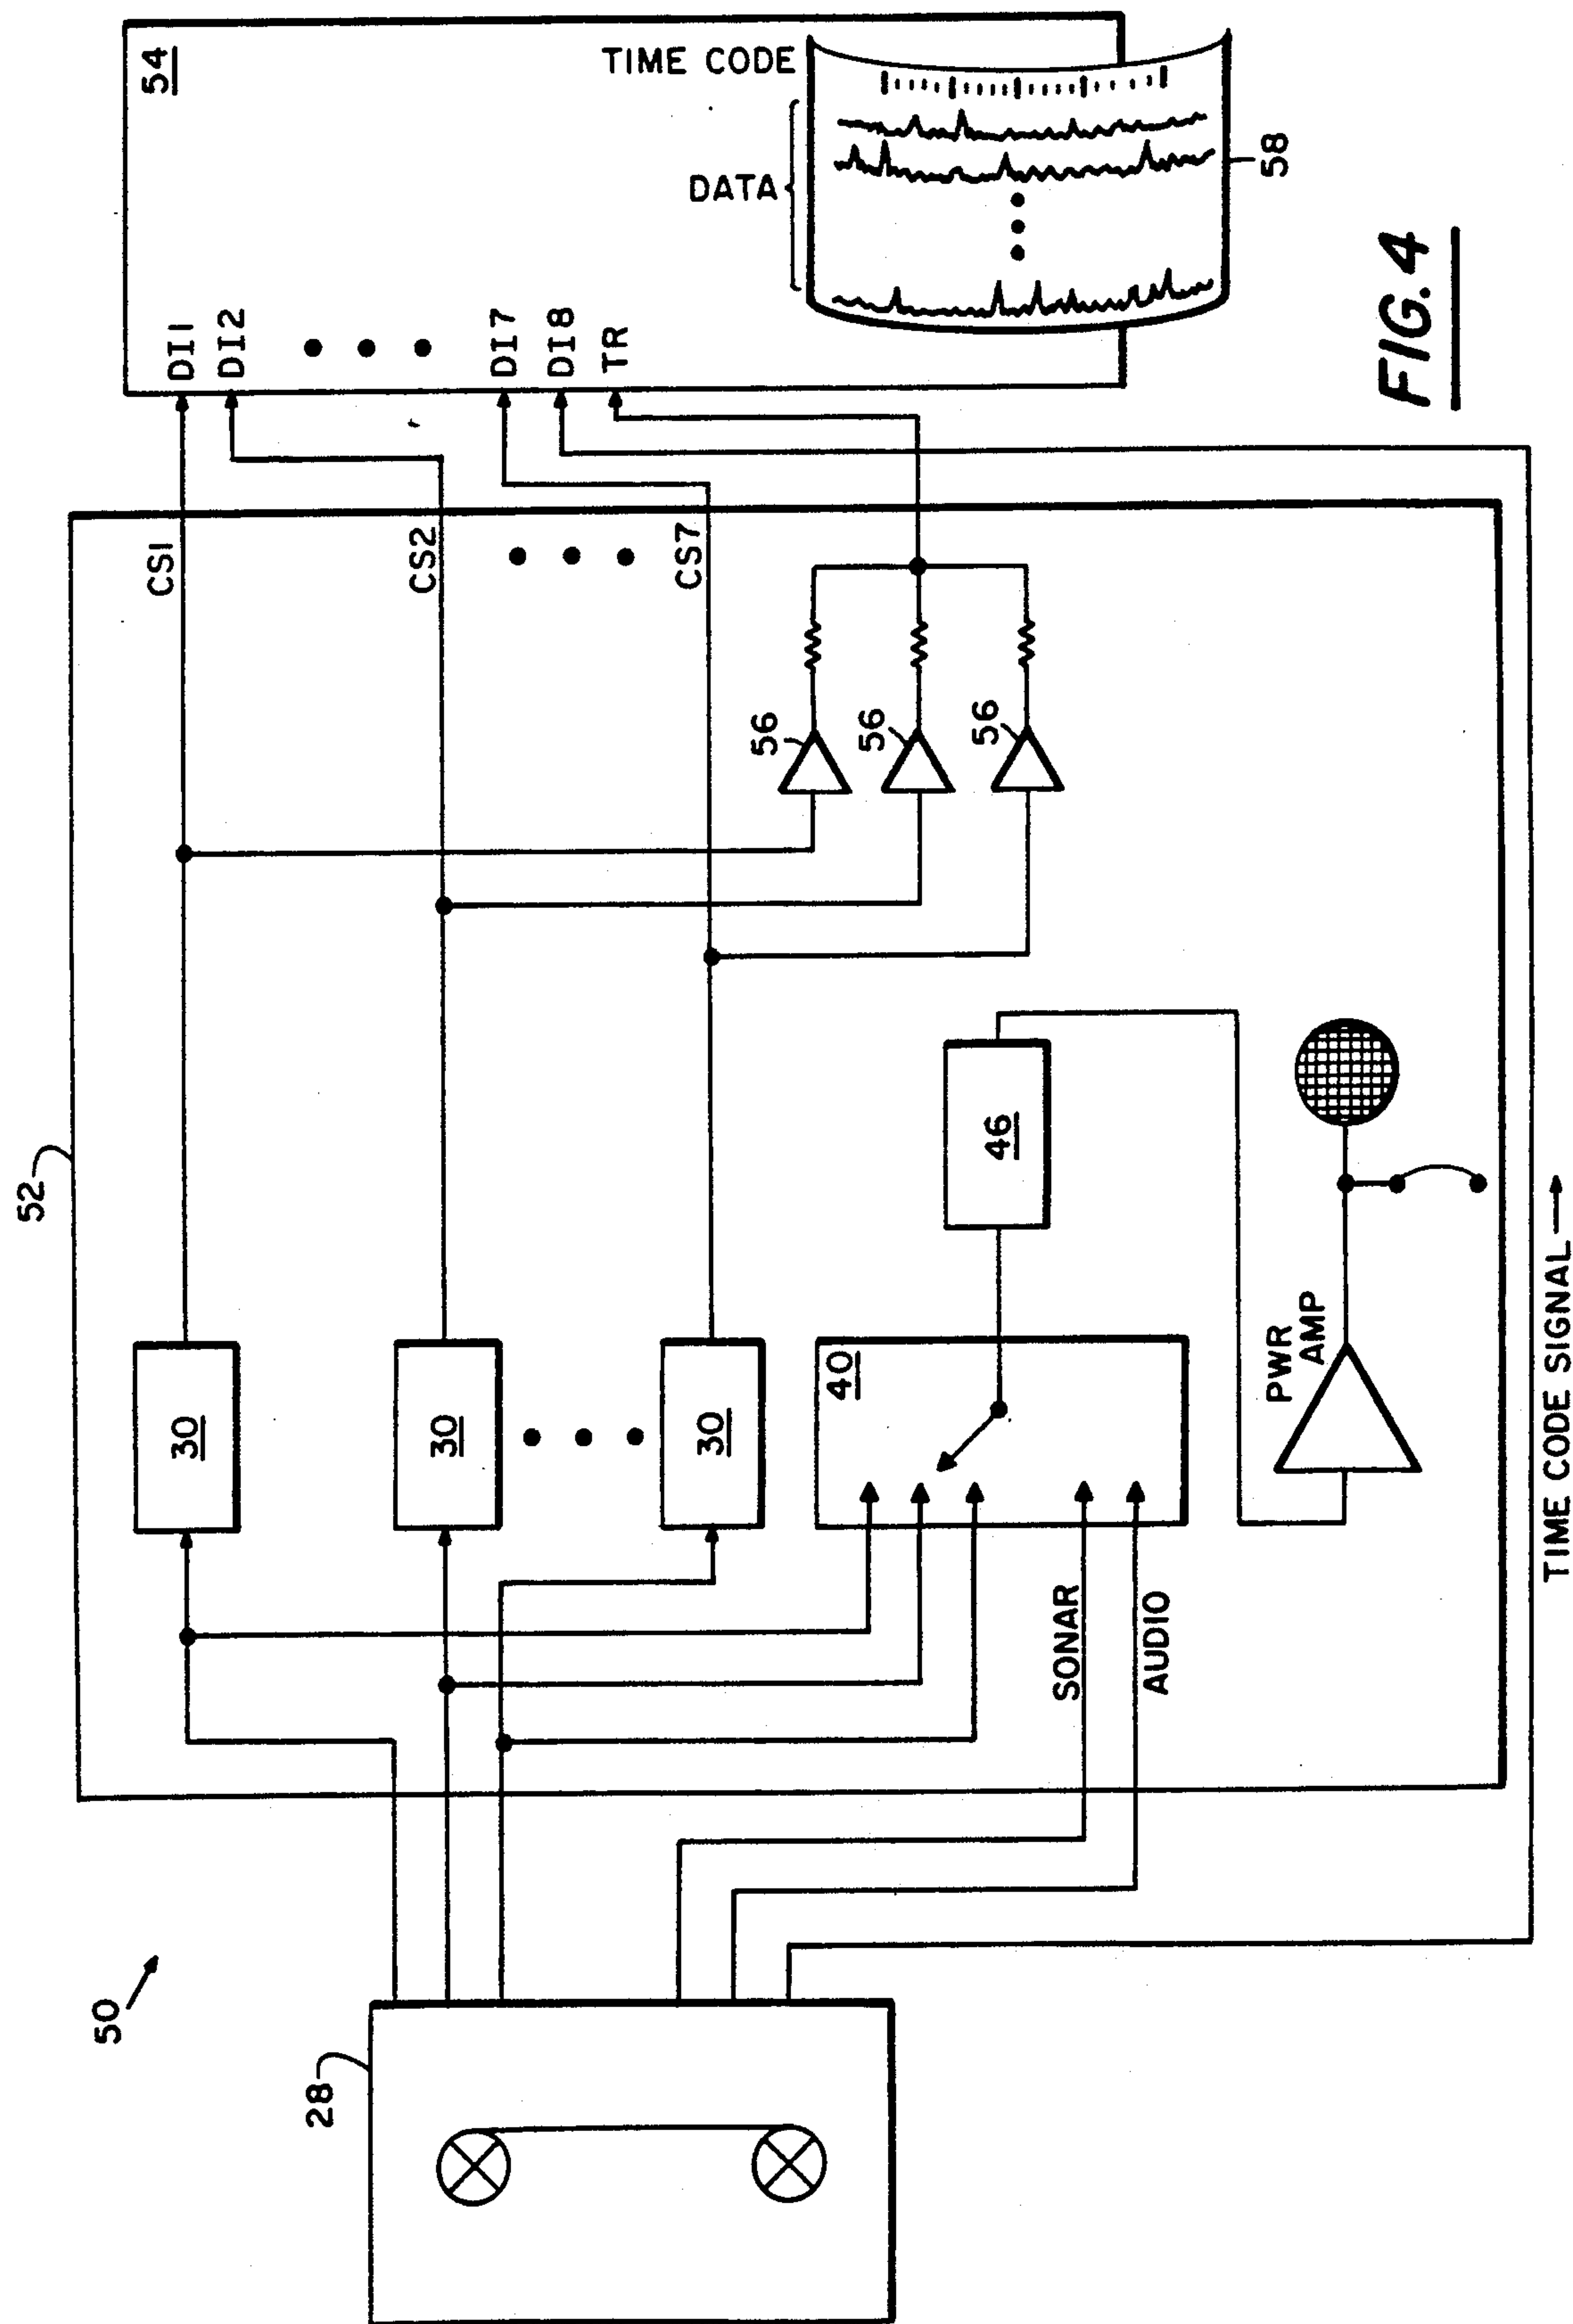 50
28
52
30
30
30
CS1
CS2
CS7
56
56
56
40
46
SONAR
AUDIO
PWR
AMP
TIME CODE SIGNAL
54
DI1
DI2
DI7
DI8
TR
TIME CODE
DATA
58
FIG. 4